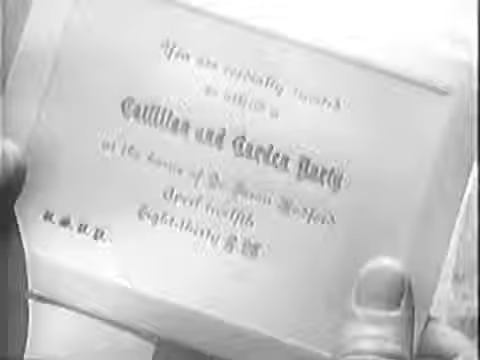 You are cordially invited
to attend a
Cotillion and Garden Party
at the home of Dr.
April twelfth
Eight-thirty P.M.
R.S.V.P.